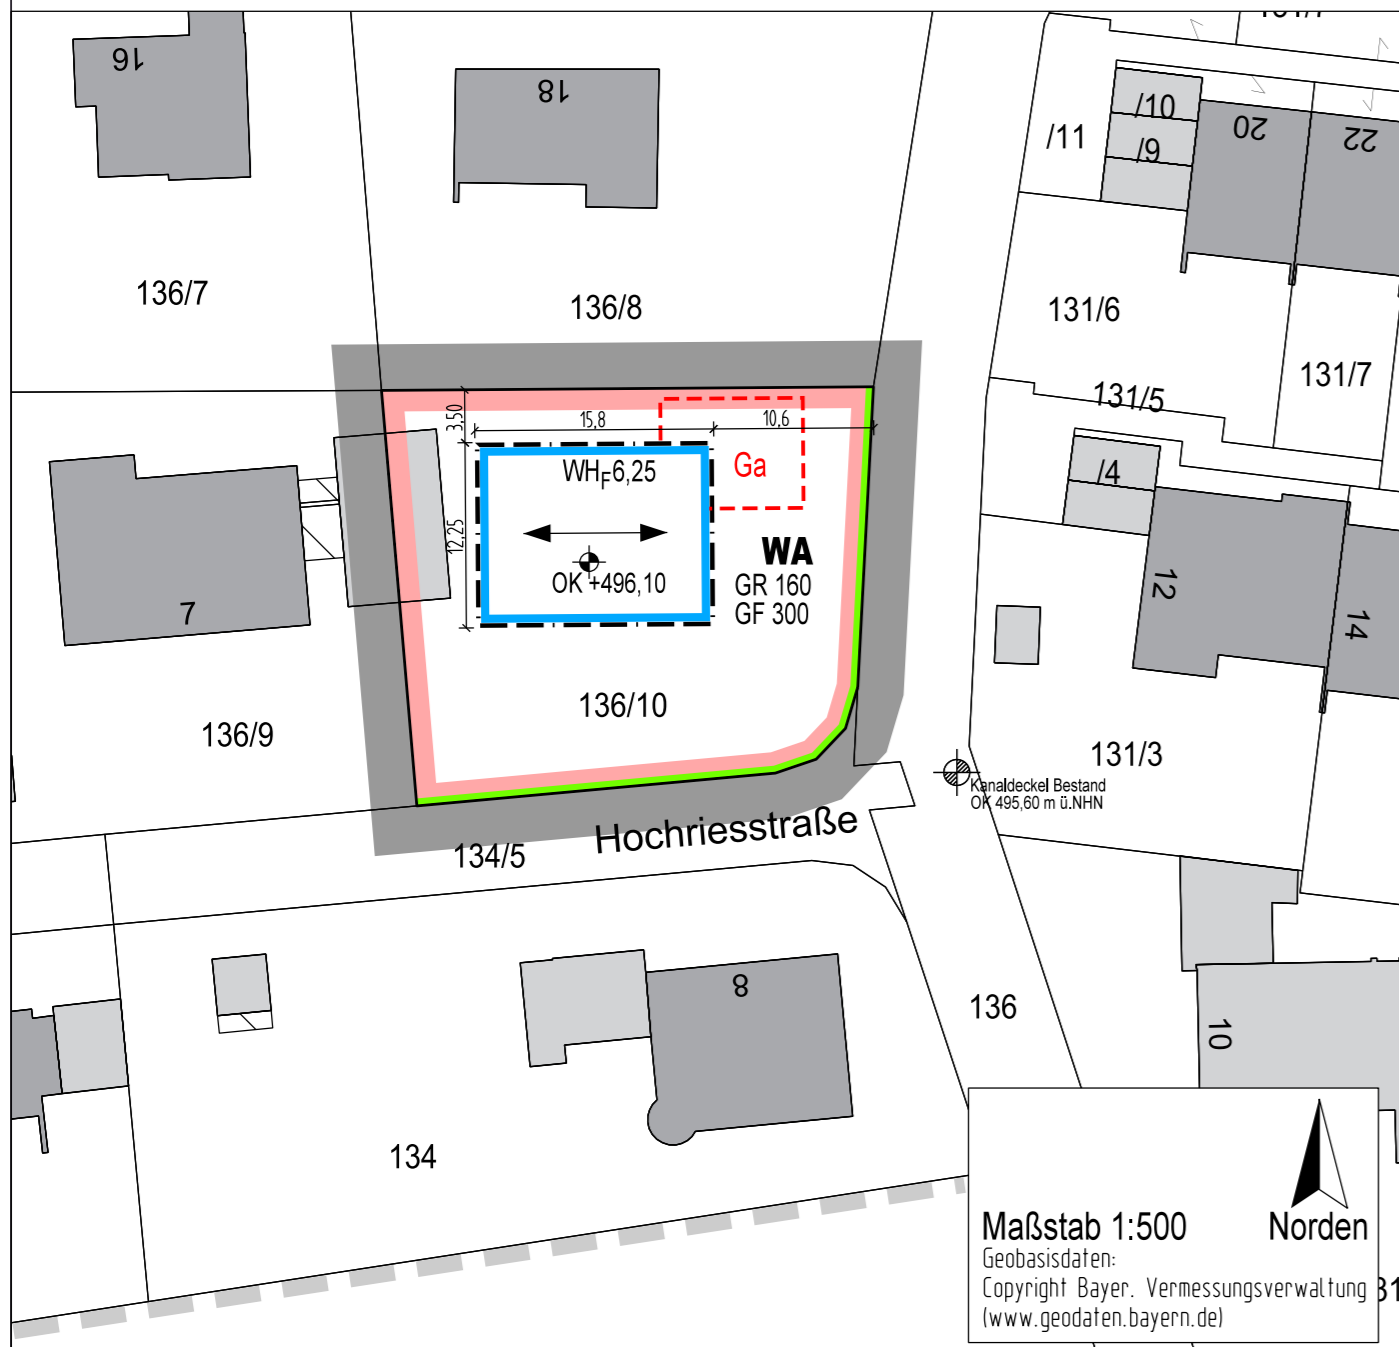 16
18
/10
/9
/11
20
22
136/7
136/8
131/6
131/7
131/5
3,50
15,8
10,6
WHF6,25
Ga
/4
12,25
WA
OK +496,10
GR 160
GF 300
7
12
14
136/10
136/9
131/3
Kanaldeckel Bestand
OK 495,60 m ü.NHN
Hochriesstraße
134/5
8
136
10
134
Maßstab 1:500
Norden
Geobasisdaten:
Copyright Bayer. Vermessungsverwaltung
(www.geodaten.bayern.de)